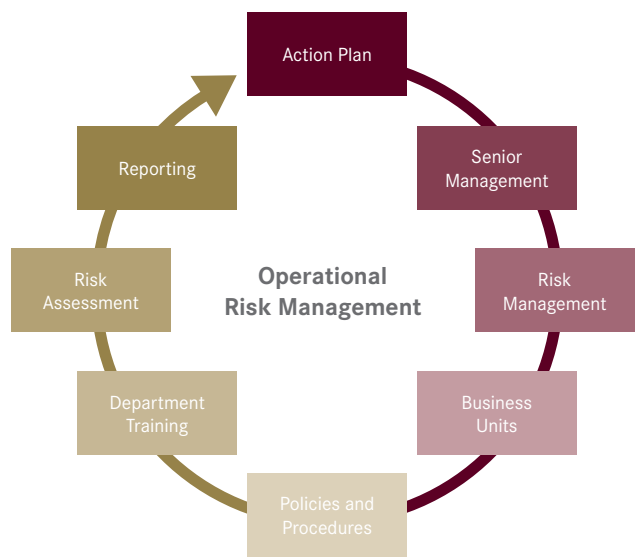 Action Plan
Senior
Management
Risk
Management
Business
Units
Policies and
Procedures
Department
Training
Risk
Assessment
Reporting
Operational
Risk Management